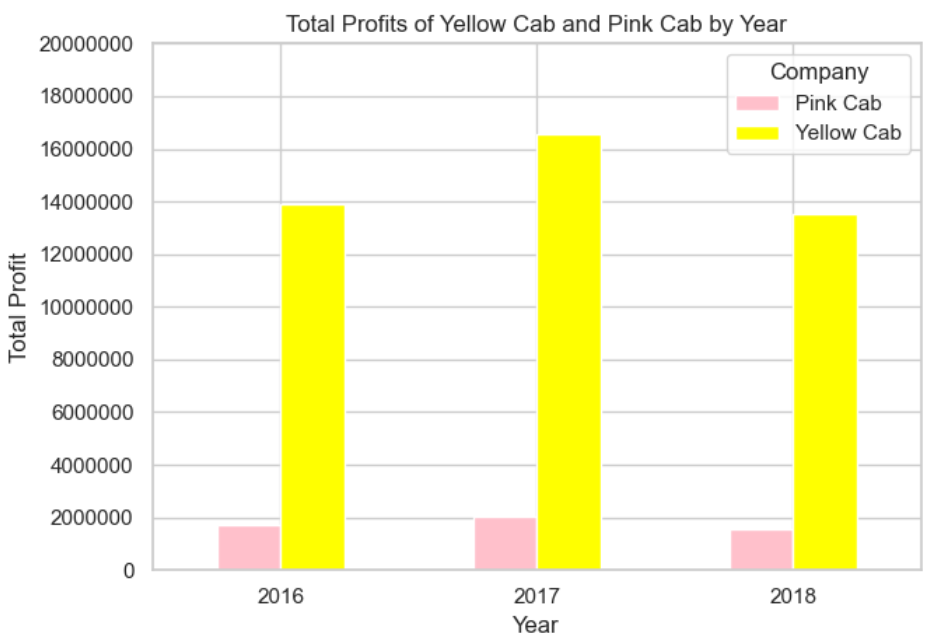 Total Profits of Yellow Cab and Pink Cab by Year
20000000
18000000
16000000
14000000
12000000
10000000
8000000
6000000
4000000
2000000
0
Total Profit
Company
Pink Cab
Yellow Cab
2016 2017 2018
Year